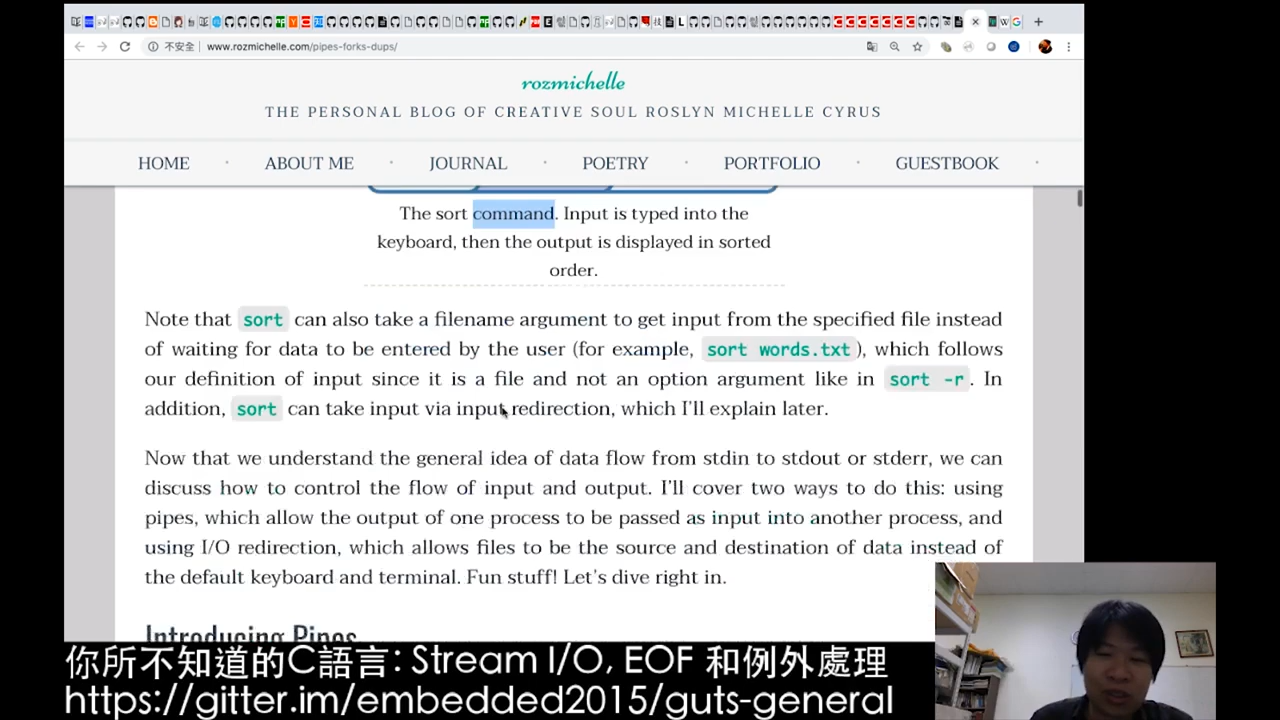 不安全
www.rozmichelle.com/pipes-forks-dups/
rozmichelle
THE PERSONAL BLOG OF CREATIVE SOUL ROSLYN MICHELLE CYRUS
HOME · ABOUT ME · JOURNAL · POETRY · PORTFOLIO · GUESTBOOK ·
The sort command. Input is typed into the
keyboard, then the output is displayed in sorted
order.
Note that sort can also take a filename argument to get input from the specified file instead
of waiting for data to be entered by the user (for example, sort words.txt), which follows
our definition of input since it is a file and not an option argument like in sort -r. In
addition, sort can take input via input redirection, which I'll explain later.
Now that we understand the general idea of data flow from stdin to stdout or stderr, we can
discuss how to control the flow of input and output. I'll cover two ways to do this: using
pipes, which allow the output of one process to be passed as input into another process, and
using I/O redirection, which allows files to be the source and destination of data instead of
the default keyboard and terminal. Fun stuff! Let's dive right in.
Introducing Pipes
你所不知道的C語言: Stream I/O, EOF 和例外處理
https://gitter.im/embedded2015/guts-general